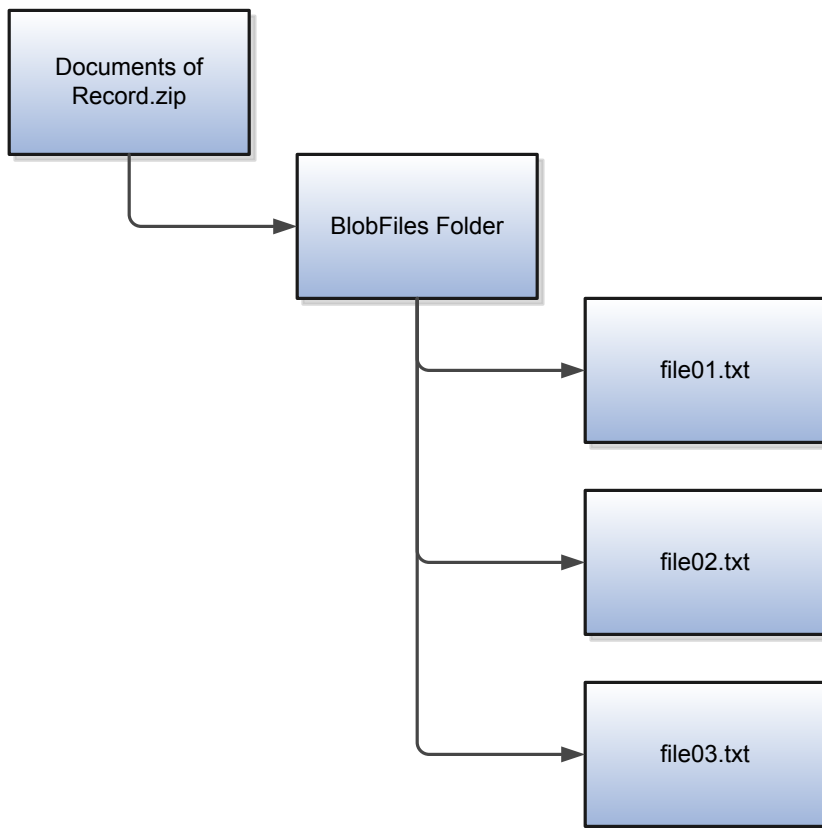 Documents of
Record.zip
BlobFiles Folder
file01.txt
file02.txt
file03.txt